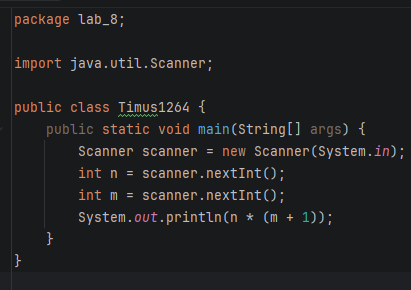 package lab_8;
import java.util.Scanner;
public class Timus1264 {
public static void main(String[] args) {
Scanner scanner = new Scanner(System.in);
int n = scanner.nextInt();
int m = scanner.nextInt();
System.out.println(n * (m + 1));
}
}